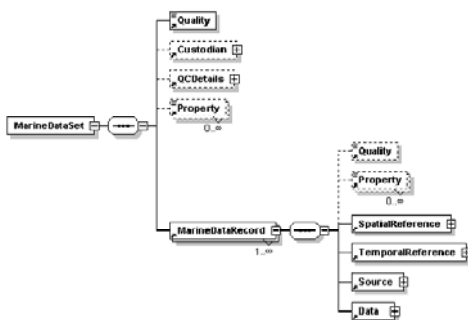 Quality
Custodian
QCDetails
Property
0..∞
MarineDataSet
Quality
Property
0..∞
MarineDataRecord
1..∞
SpatialReference
TemporalReference
Source
Data